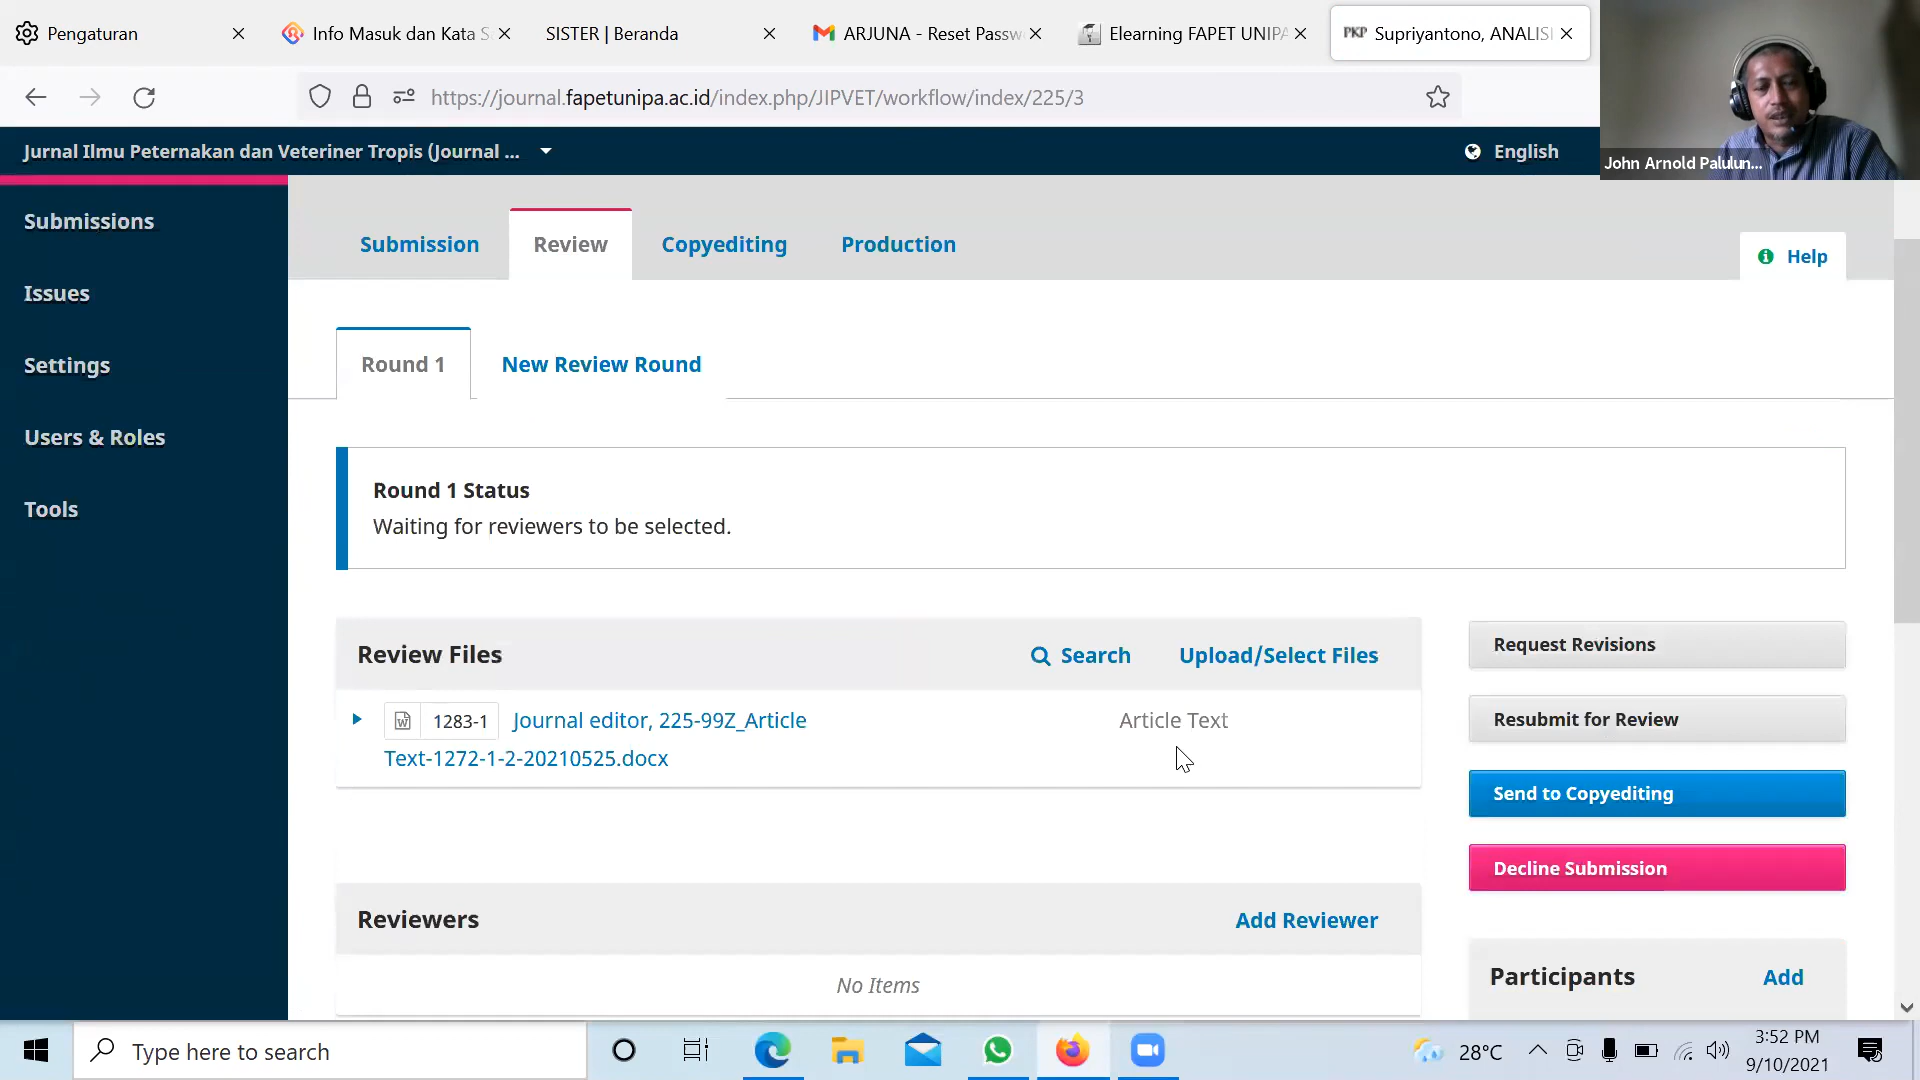 Pengaturan
Info Masuk dan Kata S
SISTER | Beranda
ARJUNA - Reset Passw
Elearning FAPET UNIPA
PKP Supriyantono, ANALIS
https://journal.fapetunipa.ac.id/index.php/JIPVET/workflow/index/225/3
Jurnal Ilmu Peternakan dan Veteriner Tropis (Journal ...
English
John Arnold Palulun...
Submissions
Issues
Settings
Users & Roles
Tools
Submission
Review
Copyediting
Production
Help
Round 1
New Review Round
Round 1 Status
Waiting for reviewers to be selected.
Review Files
Search
Upload/Select Files
1283-1 Journal editor, 225-99Z_Article
Text-1272-1-2-20210525.docx
Article Text
Request Revisions
Resubmit for Review
Send to Copyediting
Decline Submission
Reviewers
Add Reviewer
No Items
Participants
Add
Type here to search
28°C
3:52 PM
9/10/2021